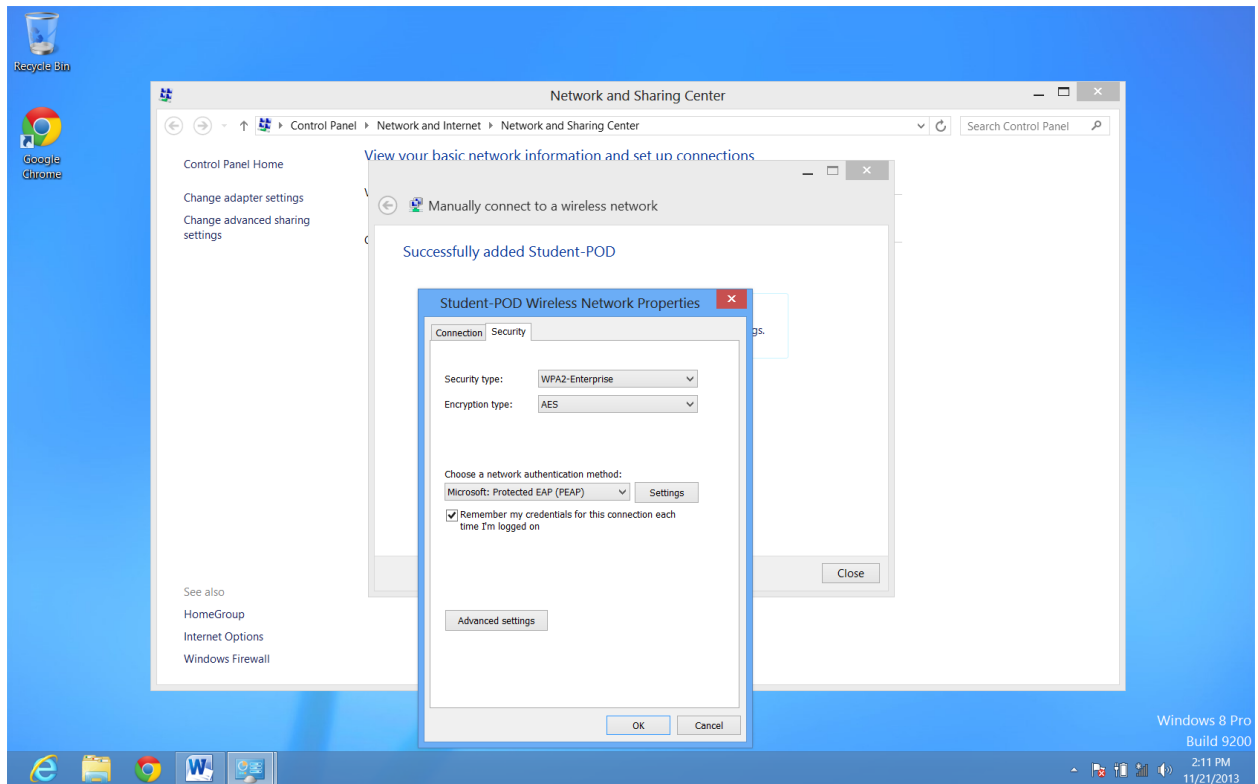 Recycle Bin
Google
Chrome
Network and Sharing Center
Control Panel
Network and Internet
Network and Sharing Center
Search Control Panel
Control Panel Home
Change adapter settings
Change advanced sharing
settings
View your basic network information and set up connections
Manually connect to a wireless network
Successfully added Student-POD
Student-POD Wireless Network Properties
Connection
Security
Security type:
WPA2-Enterprise
Encryption type:
AES
Choose a network authentication method:
Microsoft: Protected EAP (PEAP)
Settings
Remember my credentials for this connection each
time I'm logged on
Advanced settings
OK
Cancel
Close
See also
HomeGroup
Internet Options
Windows Firewall
Windows 8 Pro
Build 9200
2:11 PM
11/21/2013